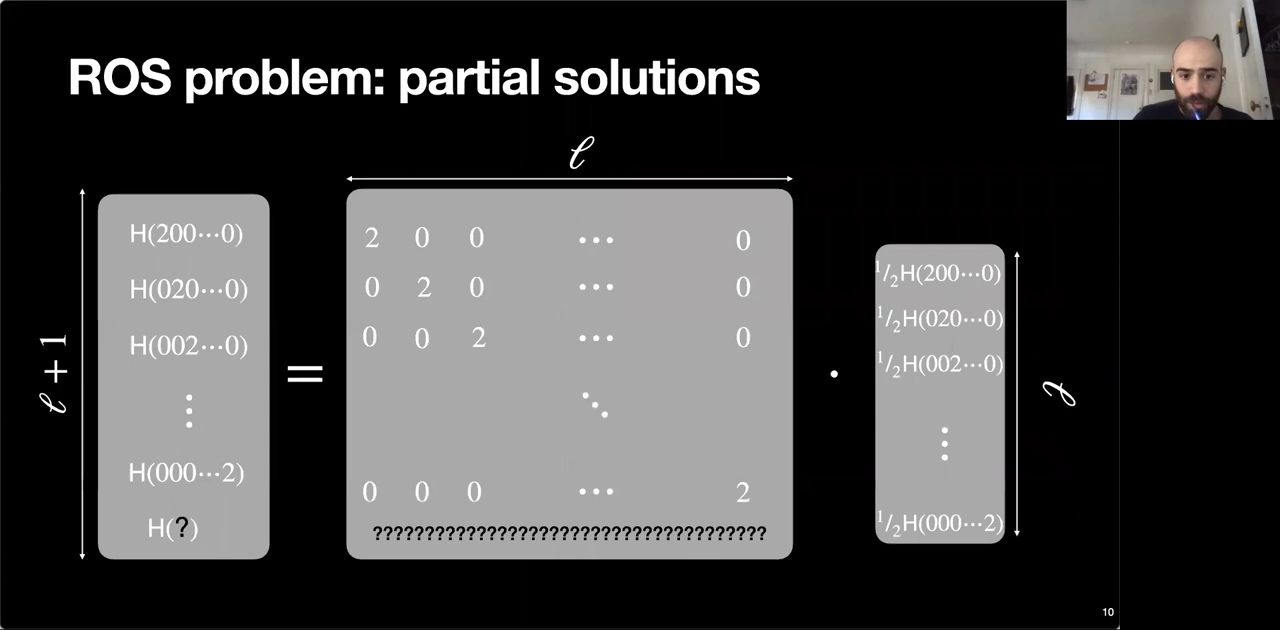 ROS problem: partial solutions
ℓ
ℓ + 1
H(200⋯0)
H(020⋯0)
H(002⋯0)
⋮
H(000⋯2)
H(?)
=
2 0 0 ⋯ 0
0 2 0 ⋯ 0
0 0 2 ⋯ 0
⋱
0 0 0 ⋯ 2
??????????????????????????????????????
·
1/2H(200⋯0)
1/2H(020⋯0)
1/2H(002⋯0)
⋮
1/2H(000⋯2)
ℓ
10